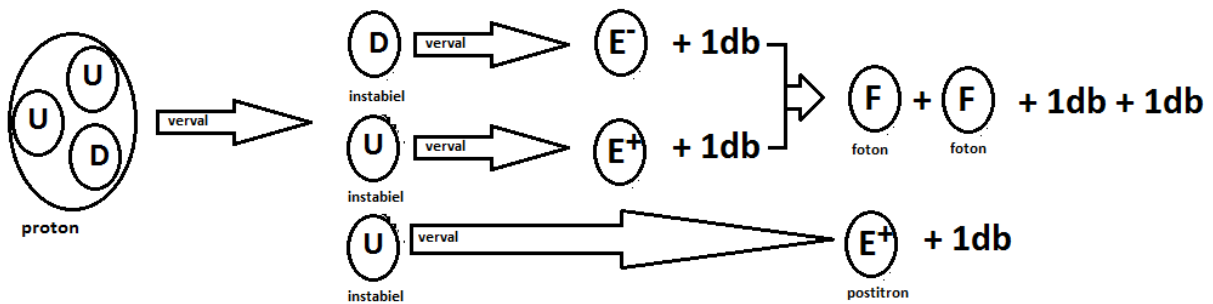 U
U
D
proton
verval
D
instabiel
verval
E⁻ + 1db
U
instabiel
verval
E⁺ + 1db
F + F + 1db + 1db
foton
foton
U
instabiel
verval
E⁺ + 1db
postitron